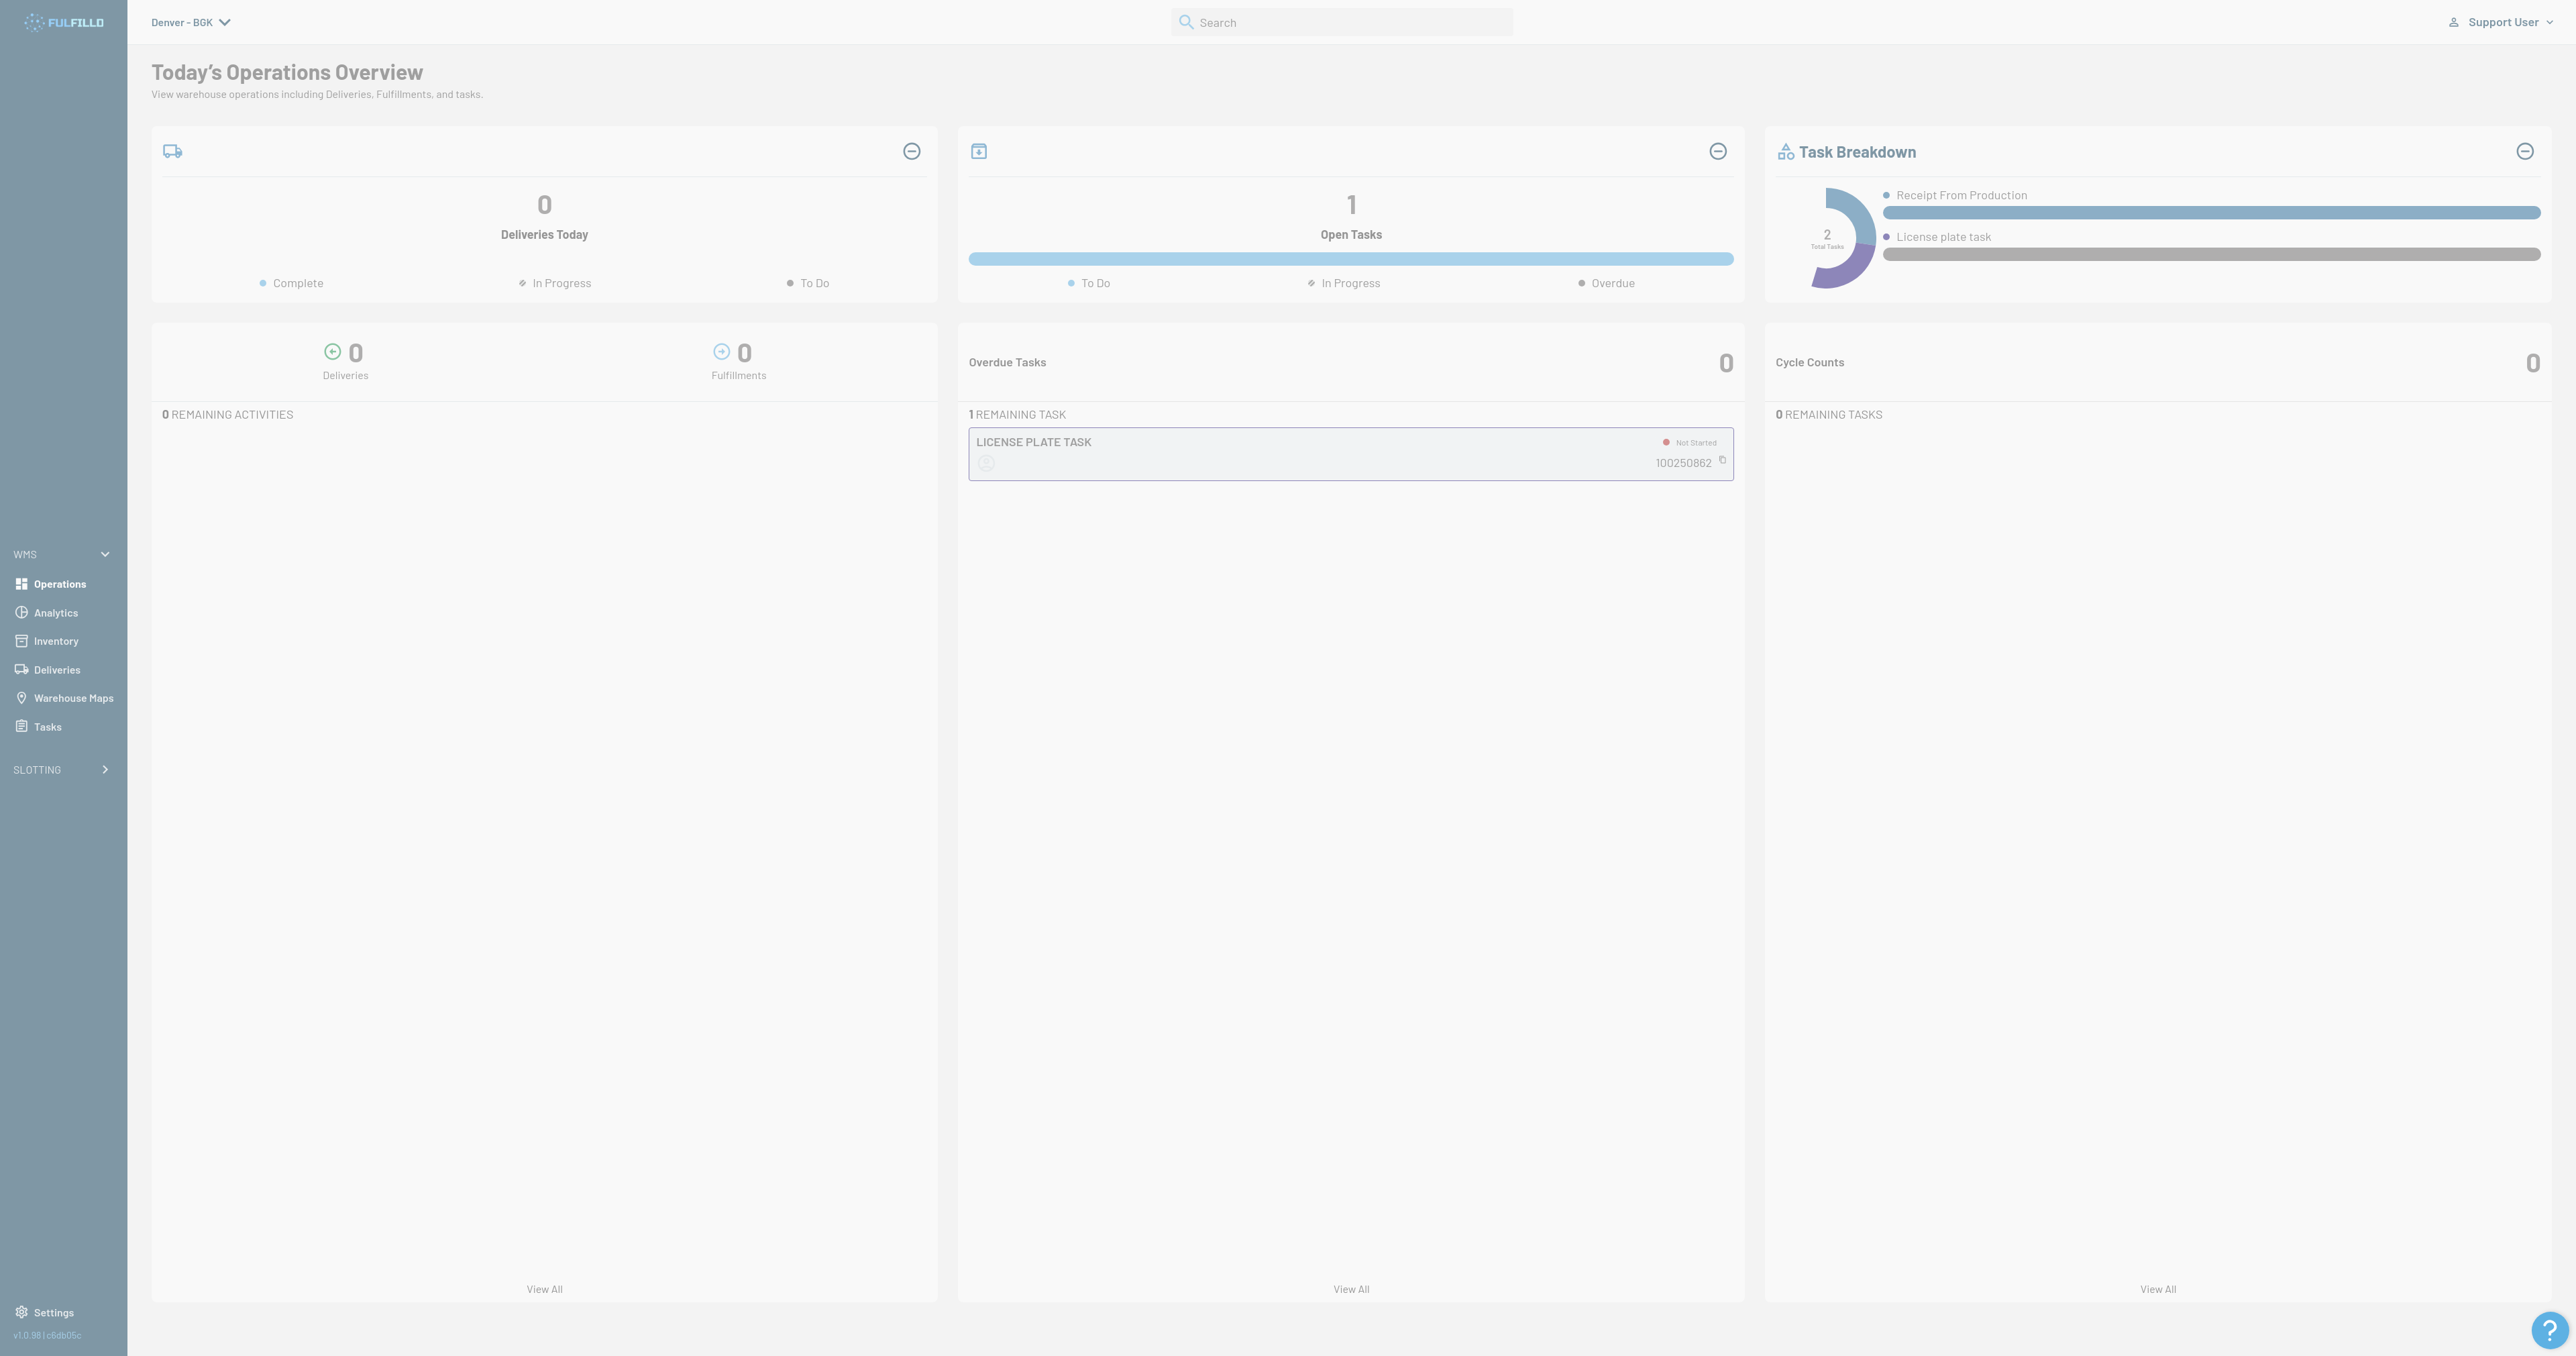 FULFILLD
Denver - BGK
Search
Support User
Today's Operations Overview
View warehouse operations including Deliveries, Fulfillments, and tasks.
0
Deliveries Today
Complete
In Progress
To Do
1
Open Tasks
To Do
In Progress
Overdue
Task Breakdown
2
Total Tasks
Receipt From Production
License plate task
0
Deliveries
0
Fulfillments
0 REMAINING ACTIVITIES
View All
Overdue Tasks
0
1 REMAINING TASK
LICENSE PLATE TASK
Not Started
100250862
View All
Cycle Counts
0
0 REMAINING TASKS
View All
WMS
Operations
Analytics
Inventory
Deliveries
Warehouse Maps
Tasks
SLOTTING
Settings
v1.0.98 | c6db05c
?